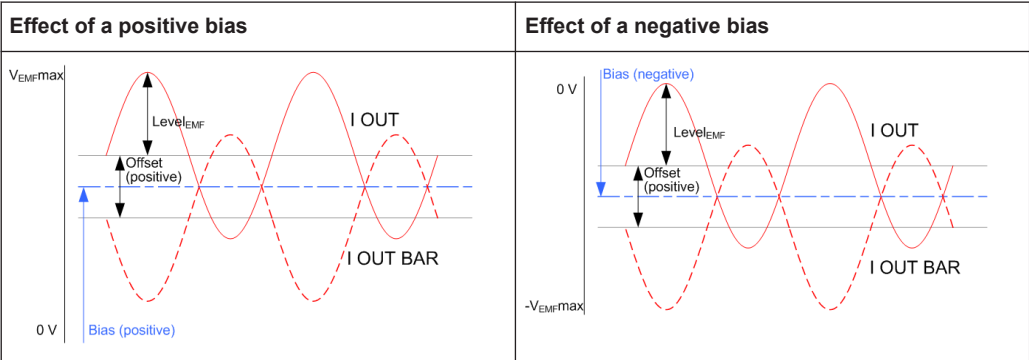 Effect of a positive bias
Effect of a negative bias
VEMFmax
LevelEMF
I OUT
Offset
(positive)
I OUT BAR
0 V
Bias (positive)
Bias (negative)
0 V
LevelEMF
I OUT
Offset
(positive)
I OUT BAR
-VEMFmax